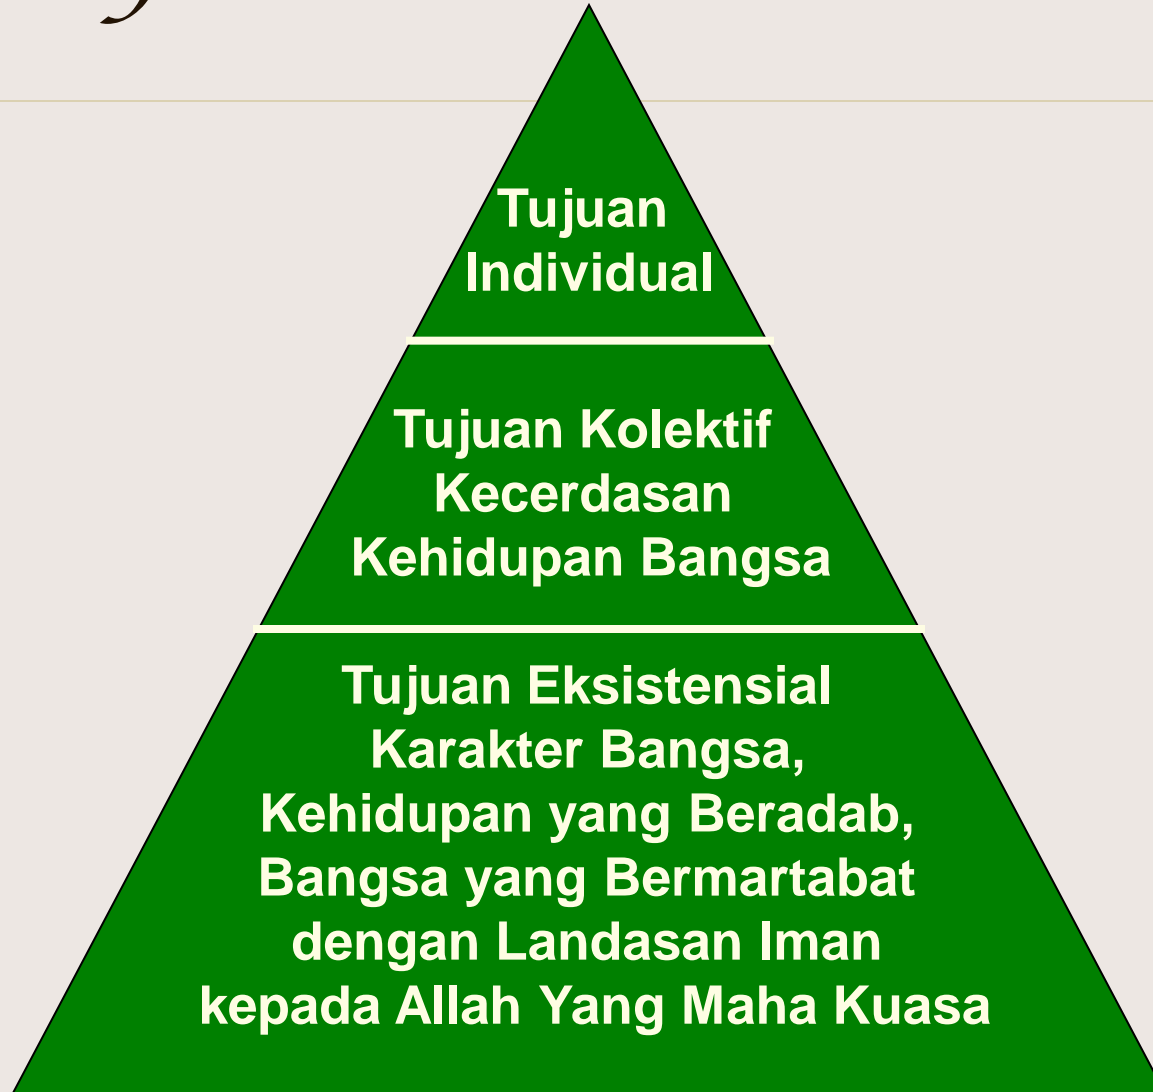 Tujuan
Individual
Tujuan Kolektif
Kecerdasan
Kehidupan Bangsa
Tujuan Eksistensial
Karakter Bangsa,
Kehidupan yang Beradab,
Bangsa yang Bermartabat
dengan Landasan Iman
kepada Allah Yang Maha Kuasa